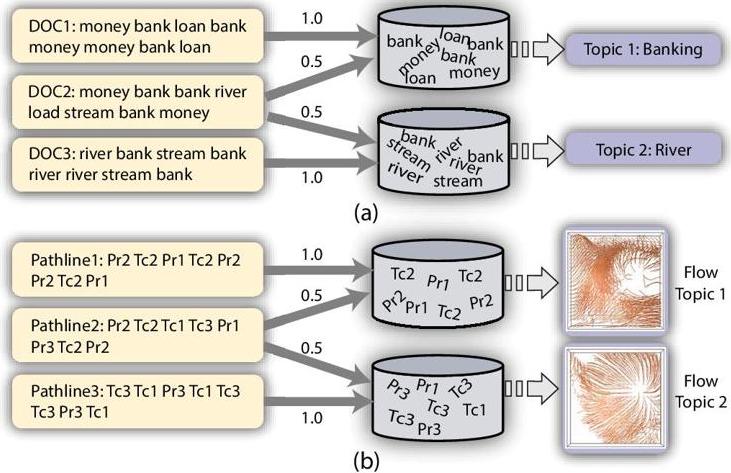 DOC1: money bank loan bank
money money bank loan
1.0
DOC2: money bank bank river
load stream bank money
0.5
0.5
DOC3: river bank stream bank
river river stream bank
1.0
bank
loan
bank
money
bank
loan
money
Topic 1: Banking
bank
river
stream
river
bank
river
stream
Topic 2: River
(a)
Pathline1: Pr2 Tc2 Pr1 Tc2 Pr2
Pr2 Tc2 Pr1
1.0
Pathline2: Pr2 Tc2 Tc1 Tc3 Pr1
Pr3 Tc2 Pr2
0.5
0.5
Pathline3: Tc3 Tc1 Pr3 Tc1 Tc3
Tc3 Pr3 Tc1
1.0
Tc2
Pr1
Tc2
Pr2
Pr1
Tc2
Pr2
Flow
Topic 1
Pr3
Pr1
Tc3
Tc3
Tc1
Tc3
Pr3
Flow
Topic 2
(b)